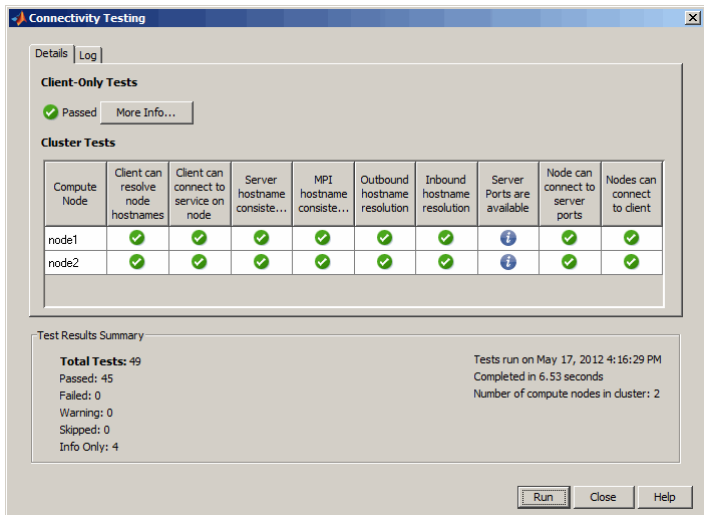 Connectivity Testing
Details
Log
Client-Only Tests
Passed
More Info...
Cluster Tests
Compute
Node
Client can
resolve
node
hostnames
Client can
connect to
service on
node
Server
hostname
consiste...
MPI
hostname
consiste...
Outbound
hostname
resolution
Inbound
hostname
resolution
Server
Ports are
available
Node can
connect to
server
ports
Nodes can
connect
to client
node1
node2
Test Results Summary
Total Tests: 49
Passed: 45
Failed: 0
Warning: 0
Skipped: 0
Info Only: 4
Tests run on May 17, 2012 4:16:29 PM
Completed in 6.53 seconds
Number of compute nodes in cluster: 2
Run
Close
Help